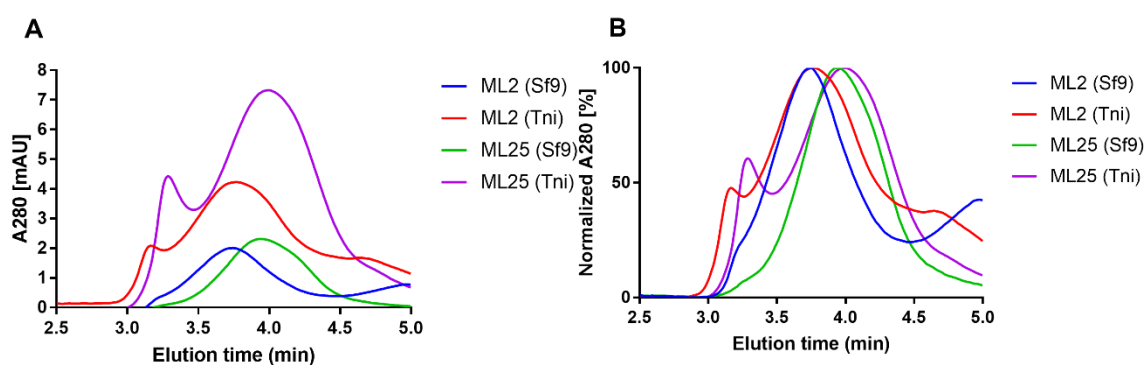 A
A280 [mAU]
8
7
6
5
4
3
2
1
0
2.5 3.0 3.5 4.0 4.5 5.0
Elution time (min)
ML2 (Sf9)
ML2 (Tni)
ML25 (Sf9)
ML25 (Tni)
B
Normalized A280 [%]
100
50
0
2.5 3.0 3.5 4.0 4.5 5.0
Elution time (min)
ML2 (Sf9)
ML2 (Tni)
ML25 (Sf9)
ML25 (Tni)